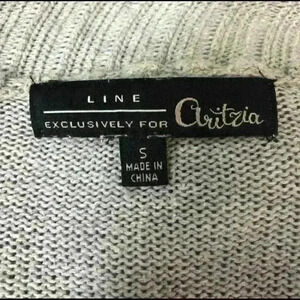 LINE
EXCLUSIVELY FOR Aritzia
S
MADE IN
CHINA